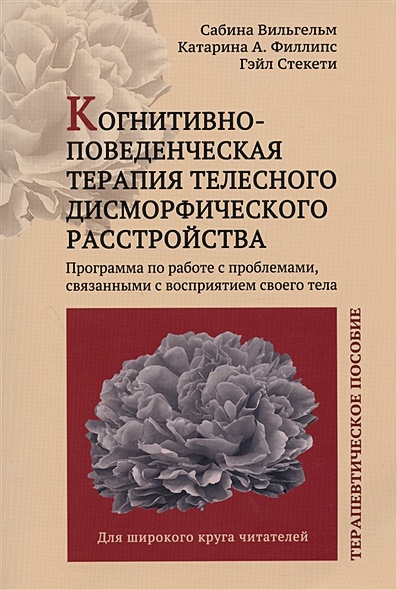 Сабина Вильгельм
Катарина А. Филлипс
Гэйл Стекети
Когнитивно-
поведенческая
терапия телесного
дисморфического
расстройства
Программа по работе с проблемами,
связанными с восприятием своего тела
Для широкого круга читателей
ТЕРАПЕВТИЧЕСКОЕ ПОСОБИЕ